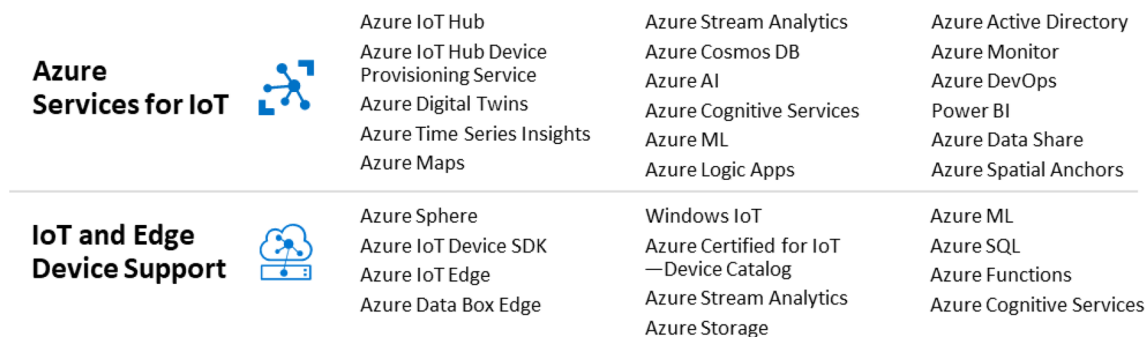 Azure
Services for IoT
Azure IoT Hub
Azure IoT Hub Device
Provisioning Service
Azure Digital Twins
Azure Time Series Insights
Azure Maps
Azure Stream Analytics
Azure Cosmos DB
Azure AI
Azure Cognitive Services
Azure ML
Azure Logic Apps
Azure Active Directory
Azure Monitor
Azure DevOps
Power BI
Azure Data Share
Azure Spatial Anchors
IoT and Edge
Device Support
Azure Sphere
Azure IoT Device SDK
Azure IoT Edge
Azure Data Box Edge
Windows IoT
Azure Certified for IoT
—Device Catalog
Azure Stream Analytics
Azure Storage
Azure ML
Azure SQL
Azure Functions
Azure Cognitive Services